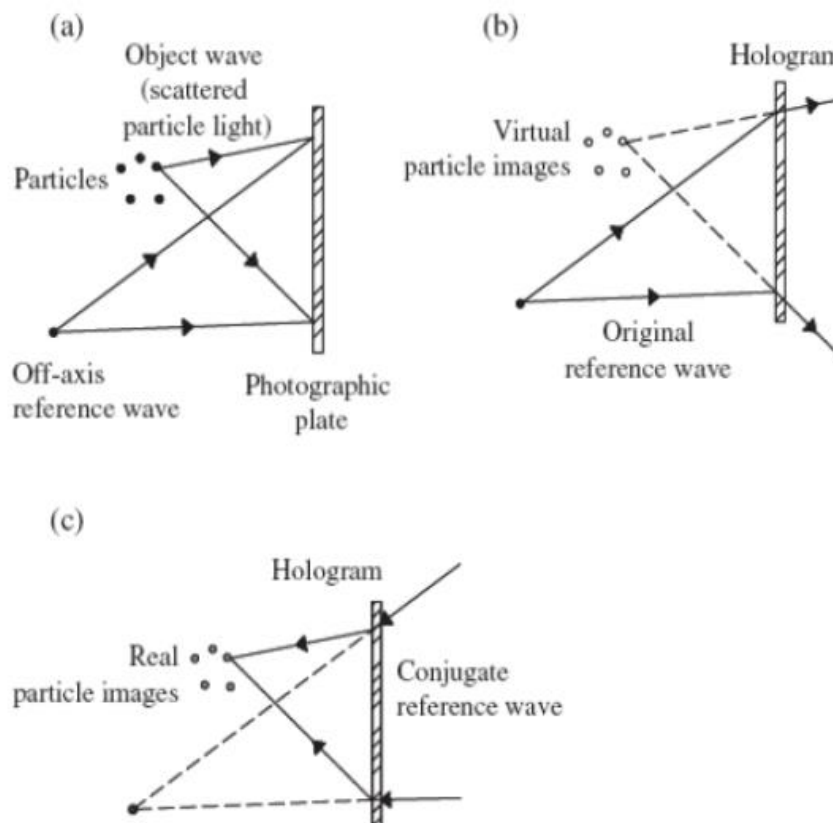 (a)
Object wave
(scattered
particle light)
Particles
Off-axis
reference wave
Photographic
plate
(b)
Hologram
Virtual
particle images
Original
reference wave
(c)
Hologram
Real
particle images
Conjugate
reference wave